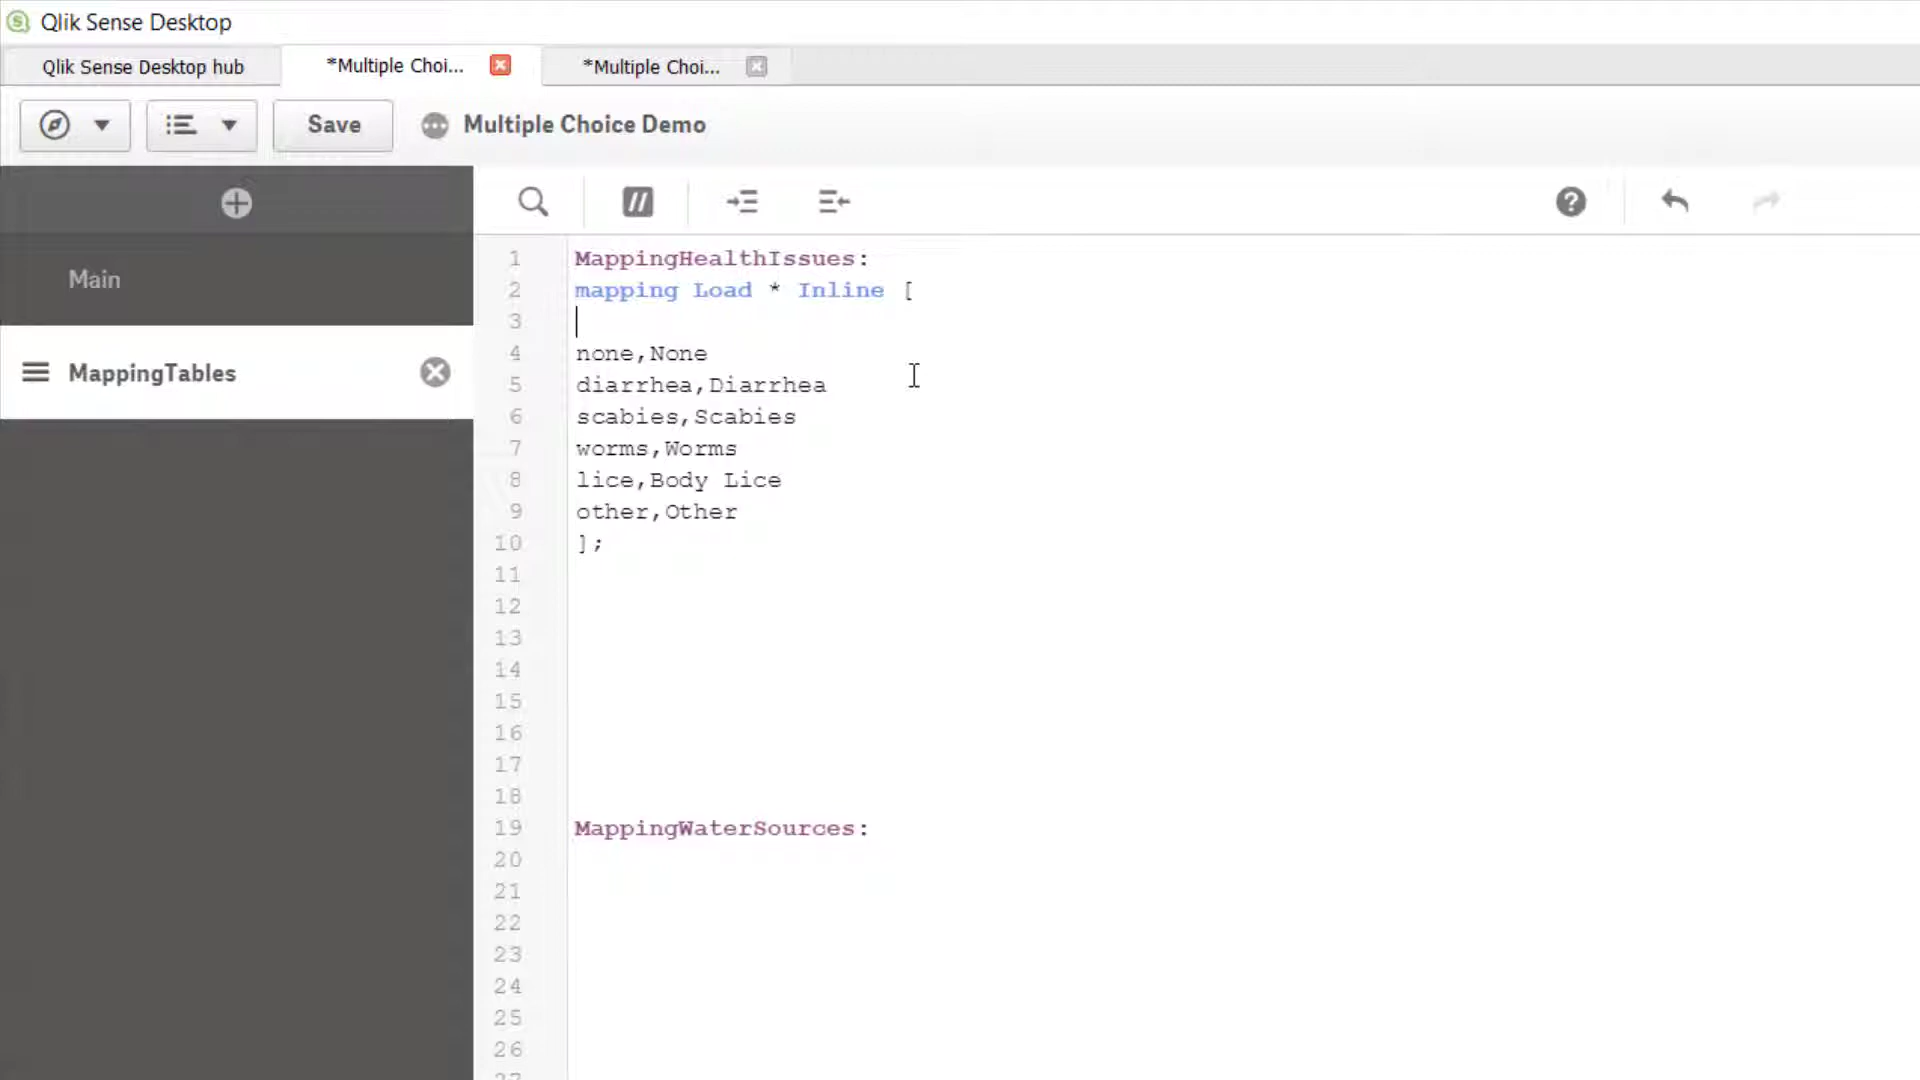 Qlik Sense Desktop
Qlik Sense Desktop hub
*Multiple Choi...
*Multiple Choi...
Save
Multiple Choice Demo
Main
MappingTables
1 MappingHealthIssues:
2 mapping Load * Inline [
3
4 none,None
5 diarrhea,Diarrhea
6 scabies,Scabies
7 worms,Worms
8 lice,Body Lice
9 other,Other
10 ];
11
12
13
14
15
16
17
18
19 MappingWaterSources:
20
21
22
23
24
25
26
27